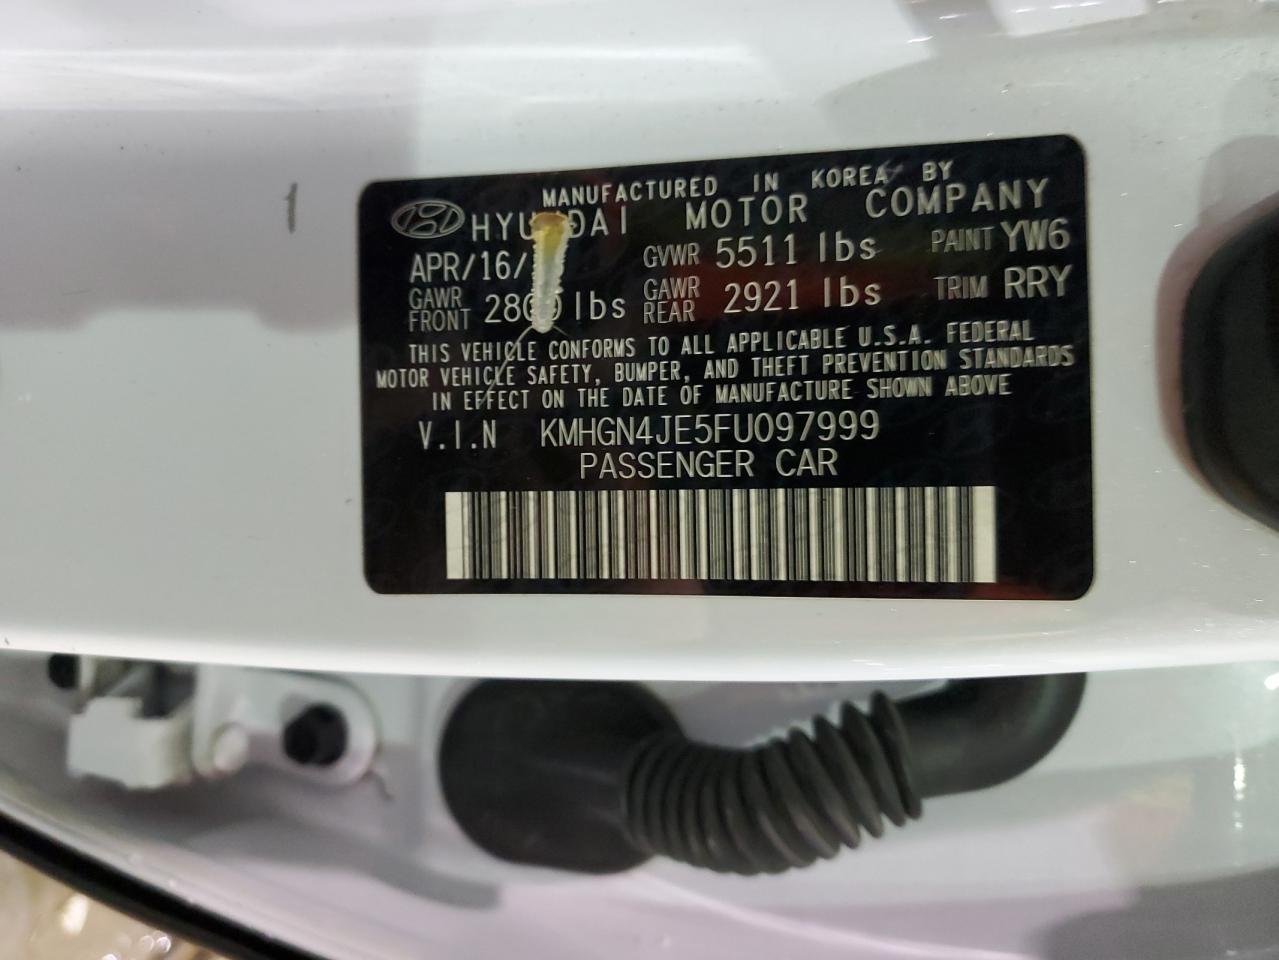 MANUFACTURED IN KOREA BY
HYUNDAI MOTOR COMPANY
APR/16/ GVWR 5511 lbs PAINT YW6
GAWR FRONT lbs GAWR REAR 2921 lbs TRIM RRY
THIS VEHICLE CONFORMS TO ALL APPLICABLE U.S.A. FEDERAL
MOTOR VEHICLE SAFETY, BUMPER, AND THEFT PREVENTION STANDARDS
IN EFFECT ON THE DATE OF MANUFACTURE SHOWN ABOVE
V.I.N KMHGN4JE5FU097999
PASSENGER CAR